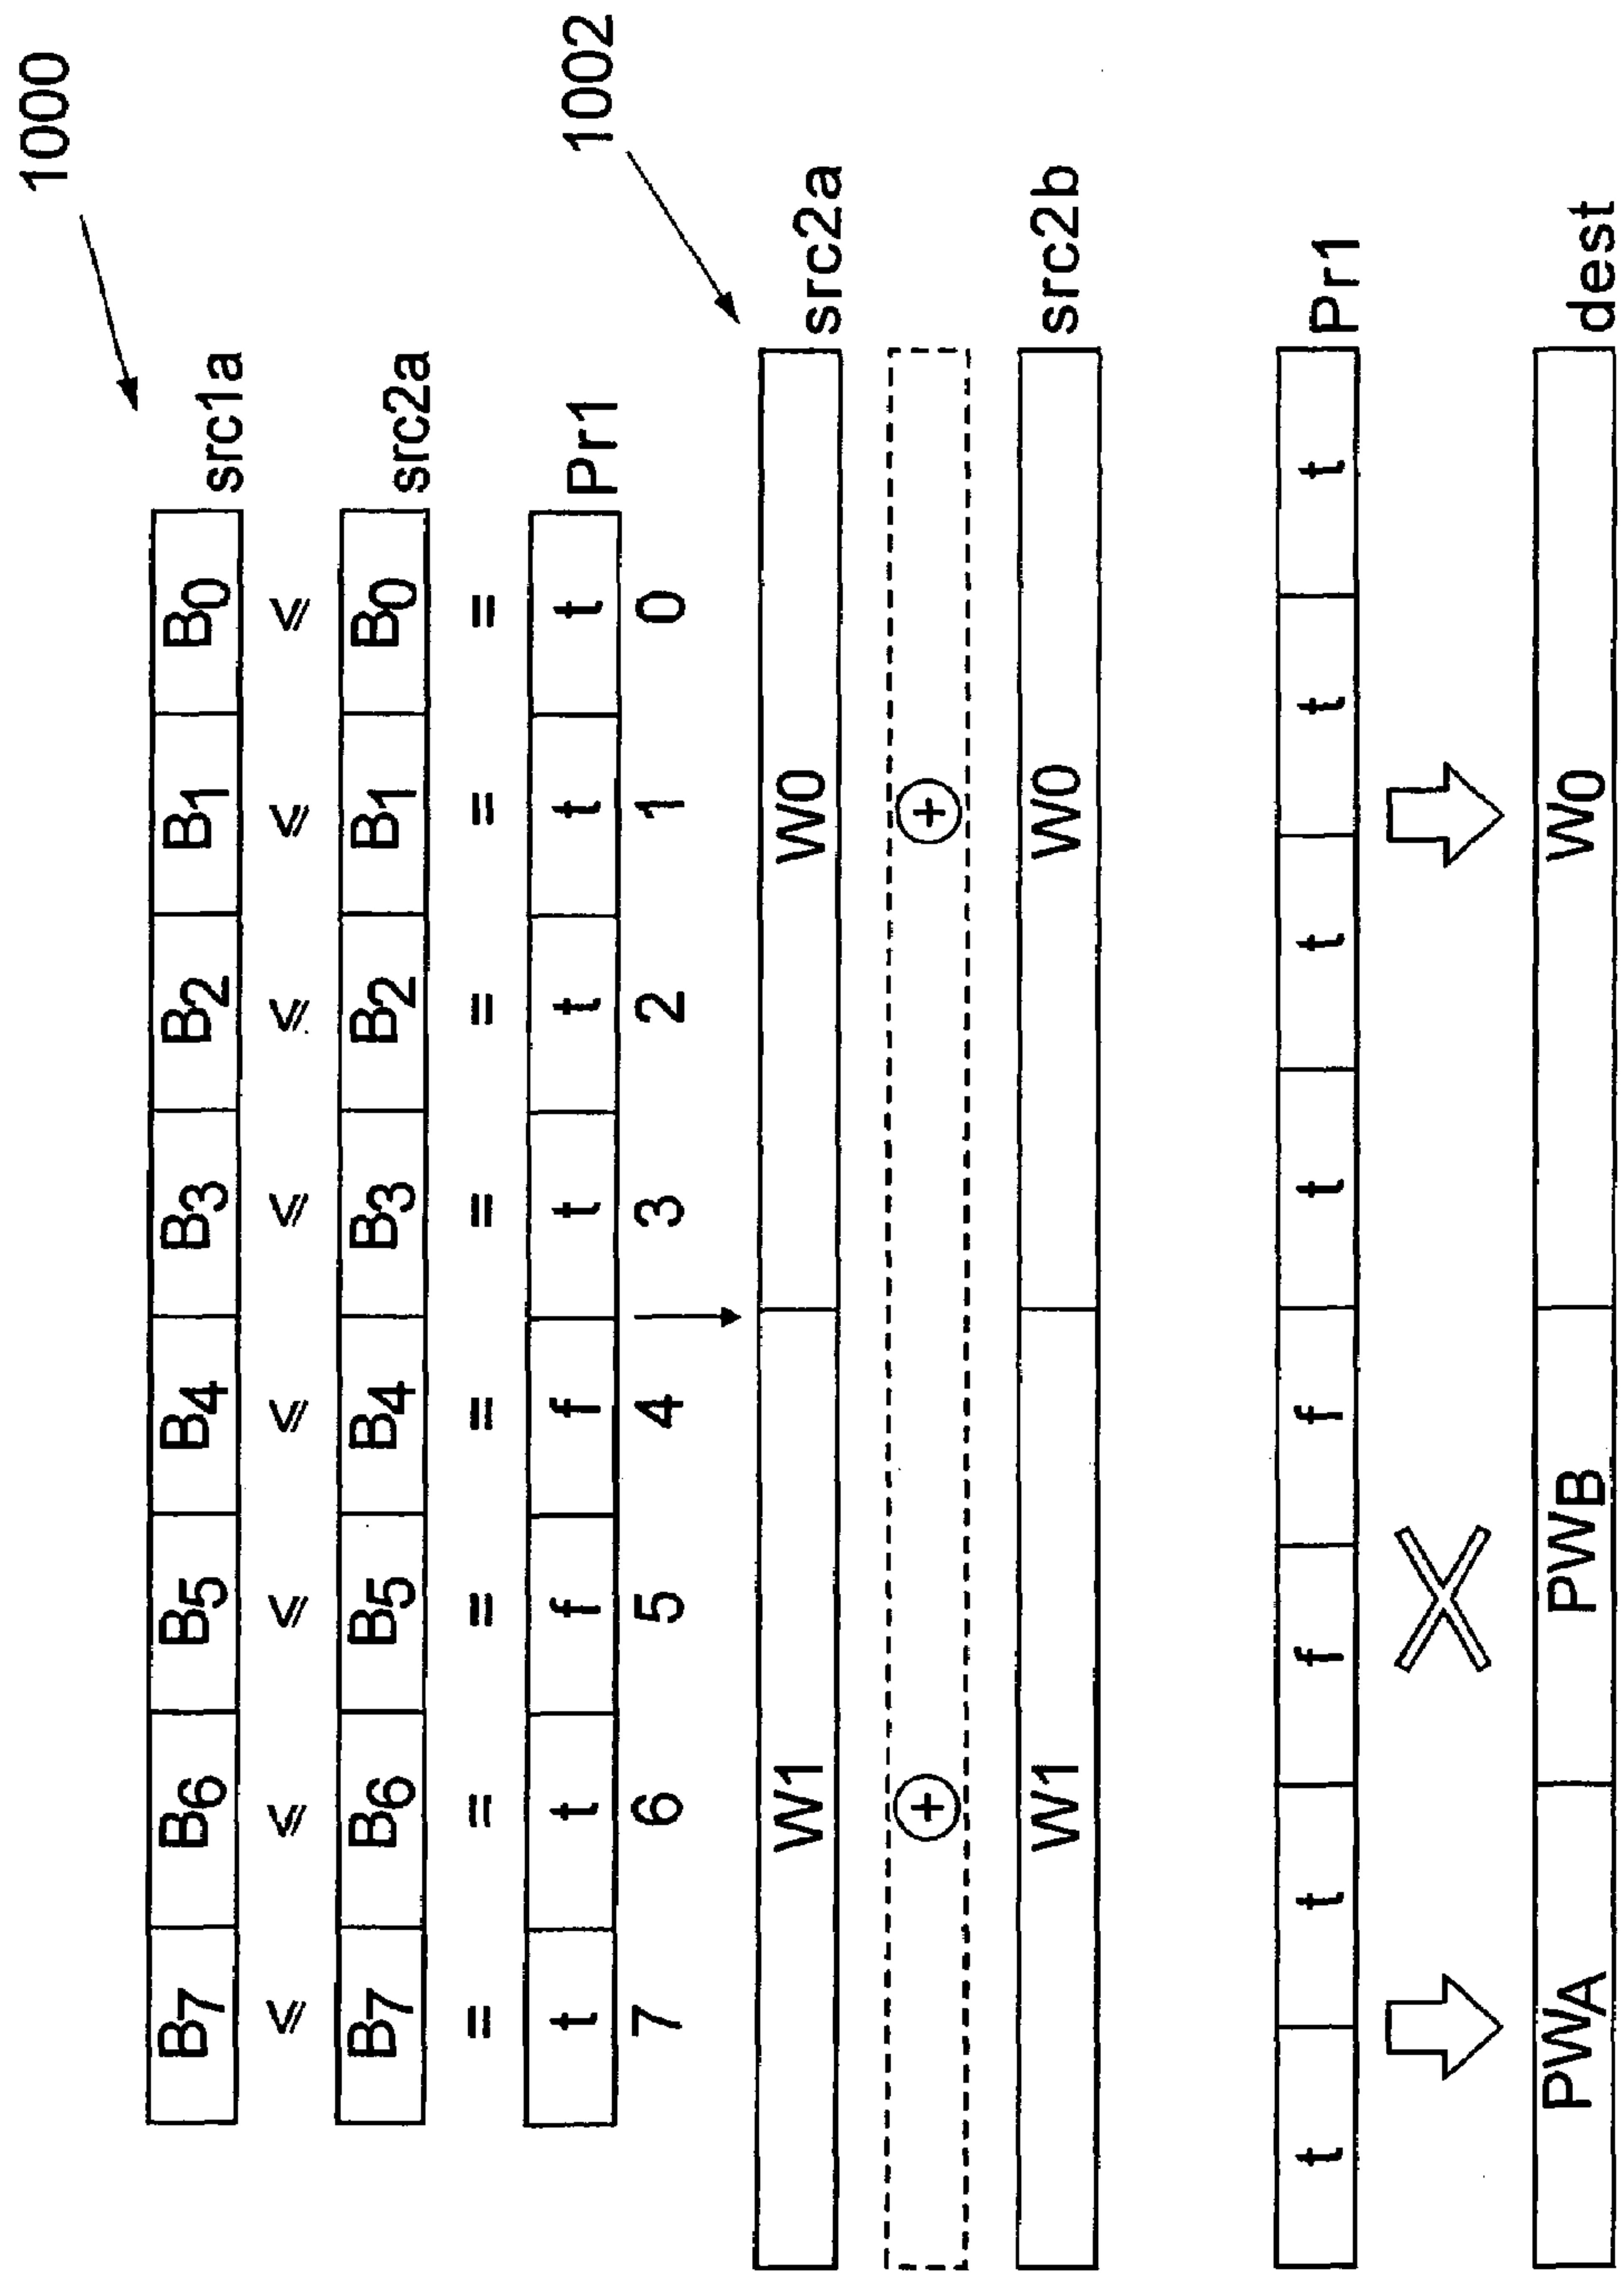 1000
B7 B6 B5 B4 B3 B2 B1 B0 src1a
≤ ≤ ≤ ≤ ≤ ≤ ≤ ≤
B7 B6 B5 B4 B3 B2 B1 B0 src2a
= = = = = = = =
t t f f t t t t Pr1
7 6 5 4 3 2 1 0
1002
W1 W0 src2a
+ +
W1 W0 src2b
t t f f t t t t Pr1
PWA PWB W0 dest